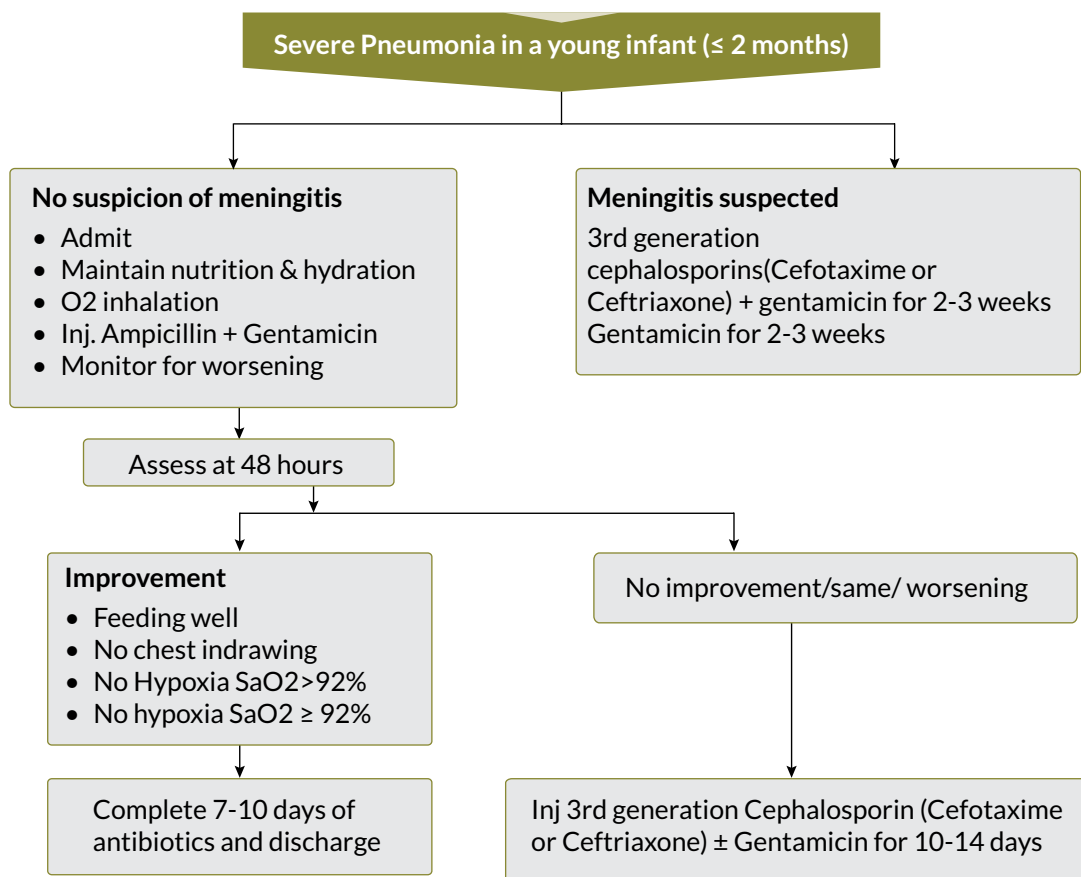 Severe Pneumonia in a young infant (≤ 2 months)
No suspicion of meningitis
• Admit
• Maintain nutrition & hydration
• O2 inhalation
• Inj. Ampicillin + Gentamicin
• Monitor for worsening
Meningitis suspected
3rd generation
cephalosporins(Cefotaxime or
Ceftriaxone) + gentamicin for 2-3 weeks
Gentamicin for 2-3 weeks
Assess at 48 hours
Improvement
• Feeding well
• No chest indrawing
• No Hypoxia SaO2>92%
• No hypoxia SaO2 ≥ 92%
No improvement/same/ worsening
Complete 7-10 days of
antibiotics and discharge
Inj 3rd generation Cephalosporin (Cefotaxime
or Ceftriaxone) ± Gentamicin for 10-14 days